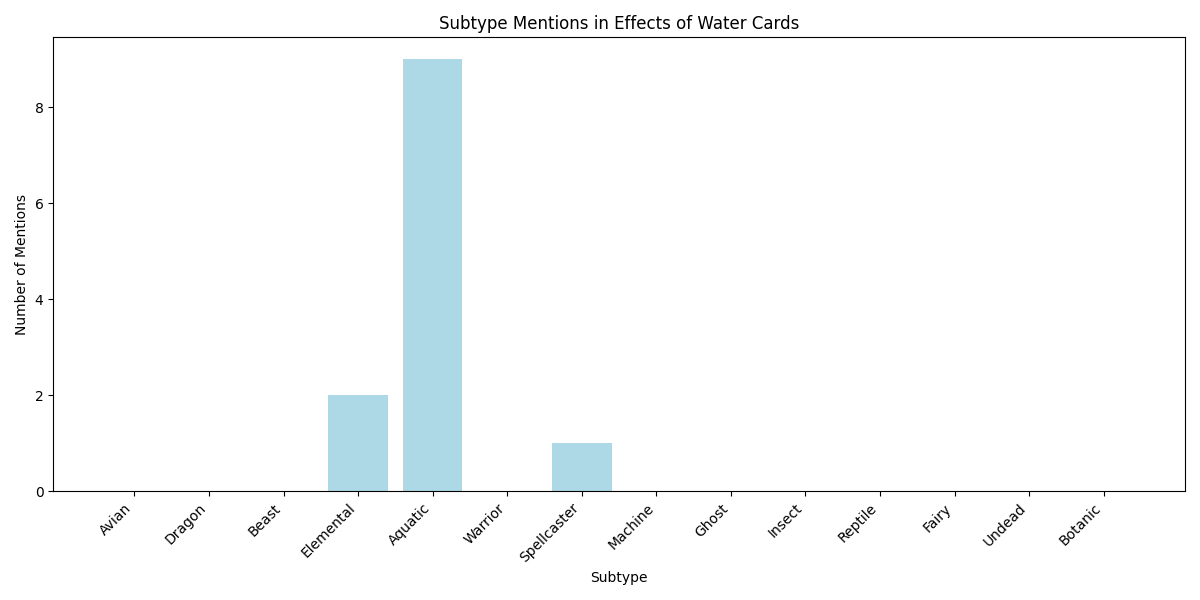 Subtype Mentions in Effects of Water Cards
Number of Mentions
8
6
4
2
0
Avian
Dragon
Beast
Elemental
Aquatic
Warrior
Spellcaster
Machine
Ghost
Insect
Reptile
Fairy
Undead
Botanic
Subtype